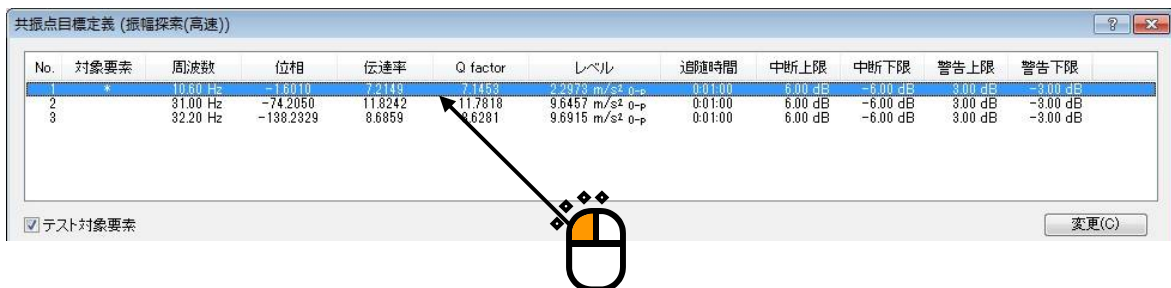 共振点目標定義 (振幅探索(高速))
No. 対象要素 周波数 位相 伝達率 Q factor レベル 追随時間 中断上限 中断下限 警告上限 警告下限
1 * 10.60 Hz -1.6010 7.2149 7.1453 2.2973 m/s² 0-p 0:01:00 6.00 dB -6.00 dB 3.00 dB -3.00 dB
2 31.00 Hz -74.2050 11.8242 11.7818 9.6457 m/s² 0-p 0:01:00 6.00 dB -6.00 dB 3.00 dB -3.00 dB
3 32.20 Hz -138.2329 8.6859 8.6281 9.6915 m/s² 0-p 0:01:00 6.00 dB -6.00 dB 3.00 dB -3.00 dB
テスト対象要素
変更(C)